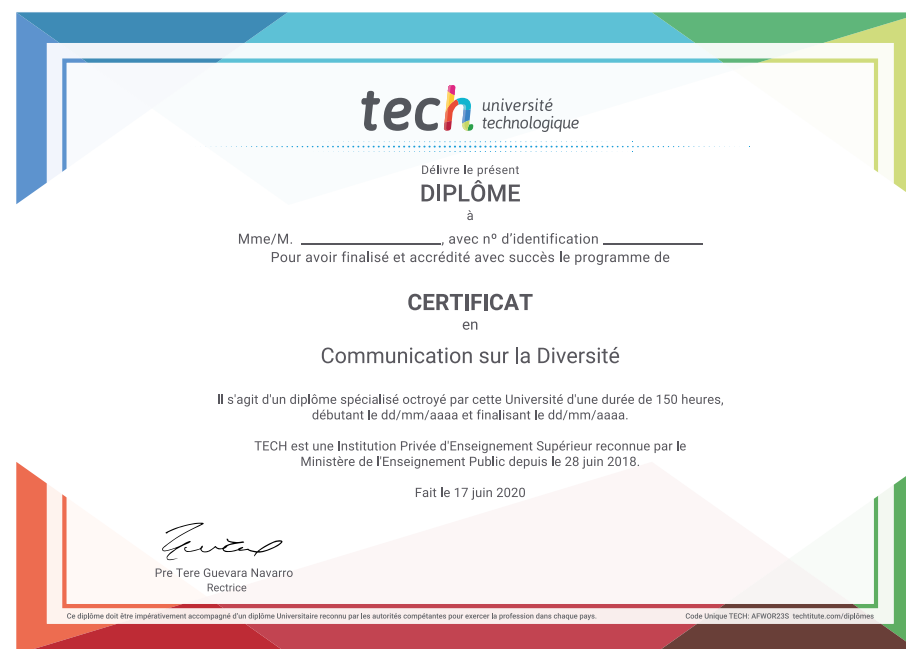 tech université
technologique
Délivre le présent
DIPLÔME
à
Mme/M. ____________________, avec nº d'identification ______________
Pour avoir finalisé et accrédité avec succès le programme de
CERTIFICAT
en
Communication sur la Diversité
Il s'agit d'un diplôme spécialisé octroyé par cette Université d'une durée de 150 heures,
débutant le dd/mm/aaaa et finalisant le dd/mm/aaaa.
TECH est une Institution Privée d'Enseignement Supérieur reconnue par le
Ministère de l'Enseignement Public depuis le 28 juin 2018.
Fait le 17 juin 2020
Pre Tere Guevara Navarro
Rectrice
Ce diplôme doit être impérativement accompagné d'un diplôme Universitaire reconnu par les autorités compétentes pour exercer la profession dans chaque pays.
Code Unique TECH: AFWOR23S techtitute.com/diplômes